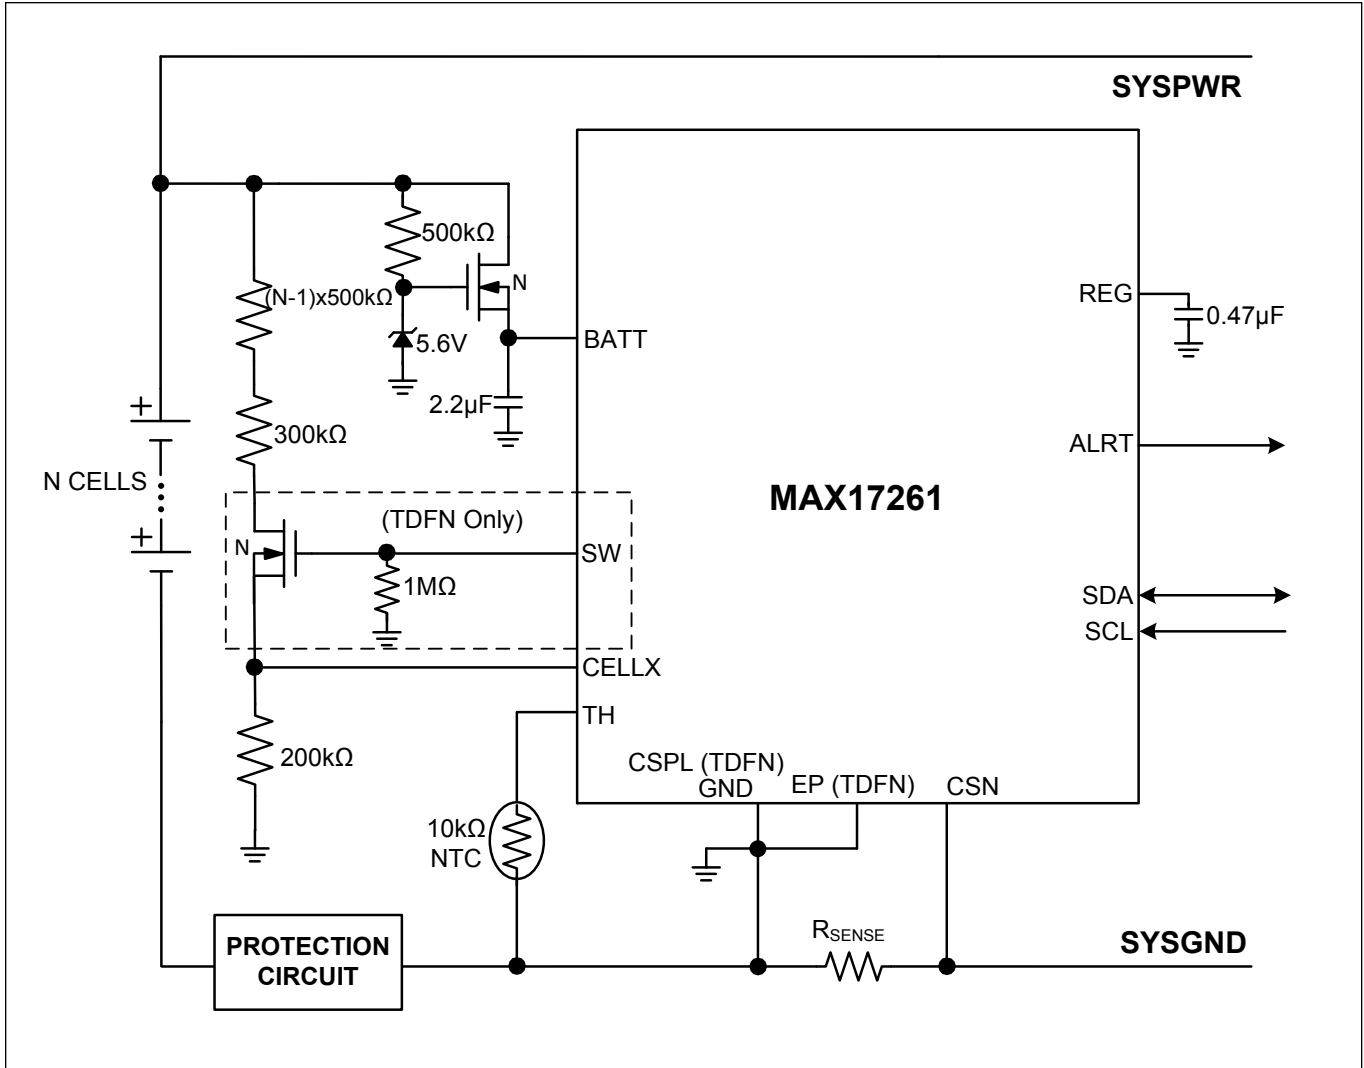 SYSPWR
500kΩ
(N-1)x500kΩ
N
REG
0.47µF
5.6V
BATT
2.2µF
+
300kΩ
ALRT
N CELLS
MAX17261
(TDFN Only)
+
N
SW
1MΩ
SDA
SCL
CELLX
TH
200kΩ
CSPL (TDFN)
GND
EP (TDFN)
CSN
10kΩ
NTC
RSENSE
SYSGND
PROTECTION
CIRCUIT